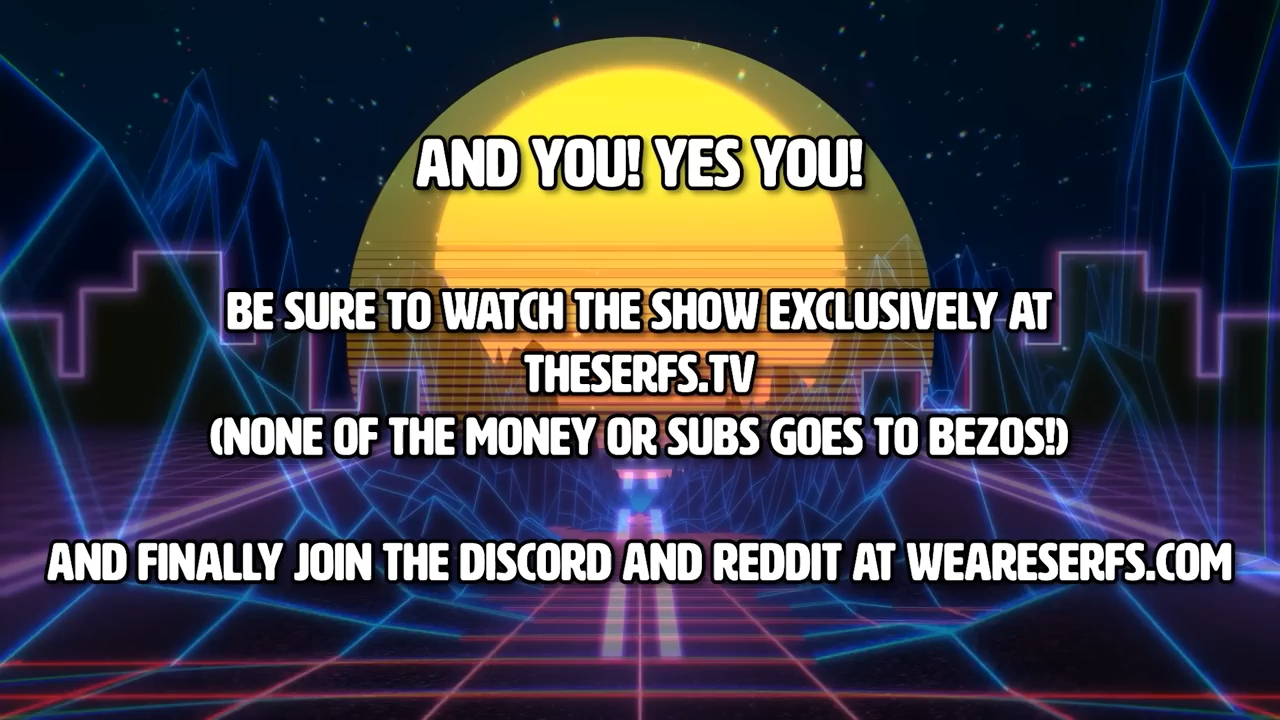 AND YOU! YES YOU!
BE SURE TO WATCH THE SHOW EXCLUSIVELY AT
THESERFS.TV
(NONE OF THE MONEY OR SUBS GOES TO BEZOS!)
AND FINALLY JOIN THE DISCORD AND REDDIT AT WEARESERFS.COM